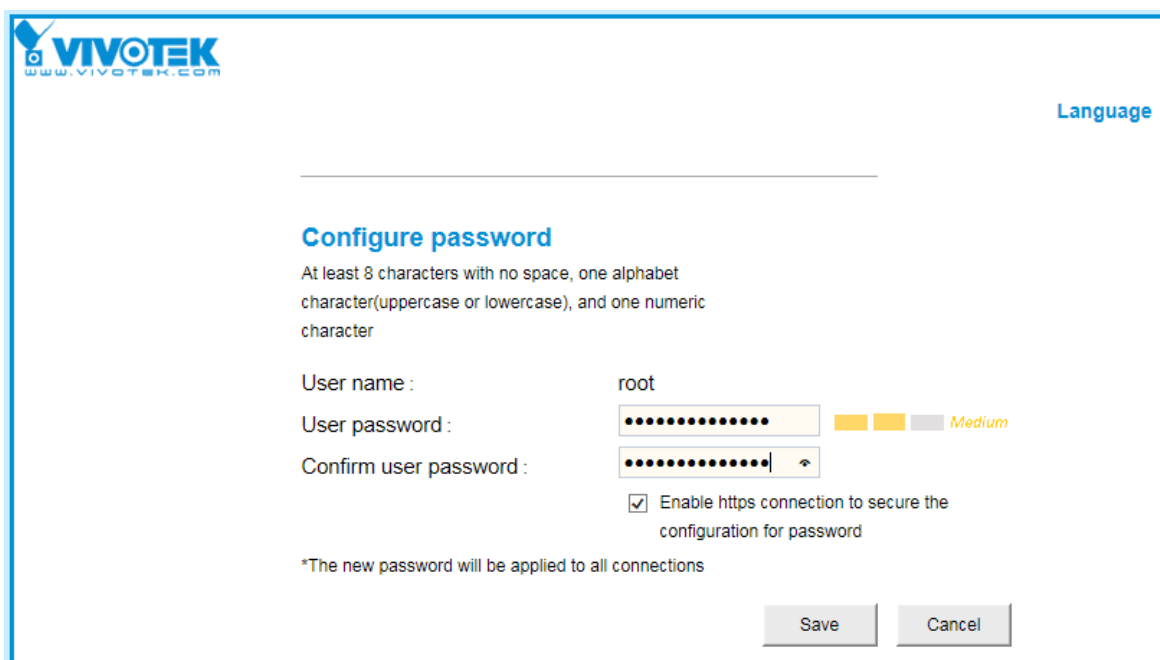 VIVOTEK
www.vivotek.com
Language
Configure password
At least 8 characters with no space, one alphabet
character(uppercase or lowercase), and one numeric
character
User name : root
User password : •••••••••••••• Medium
Confirm user password : ••••••••••••••
Enable https connection to secure the
configuration for password
*The new password will be applied to all connections
Save Cancel